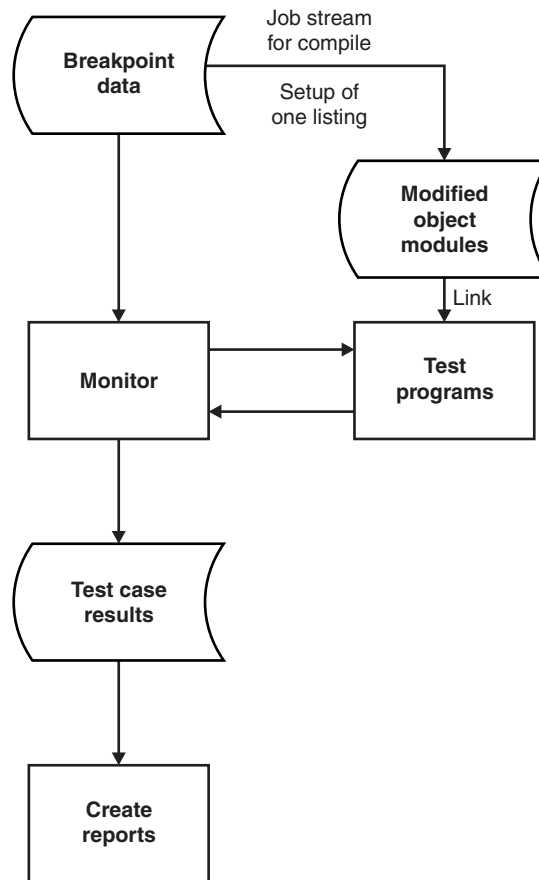 Breakpoint
data
Job stream
for compile
Setup of
one listing
Modified
object
modules
Link
Monitor
Test
programs
Test case
results
Create
reports